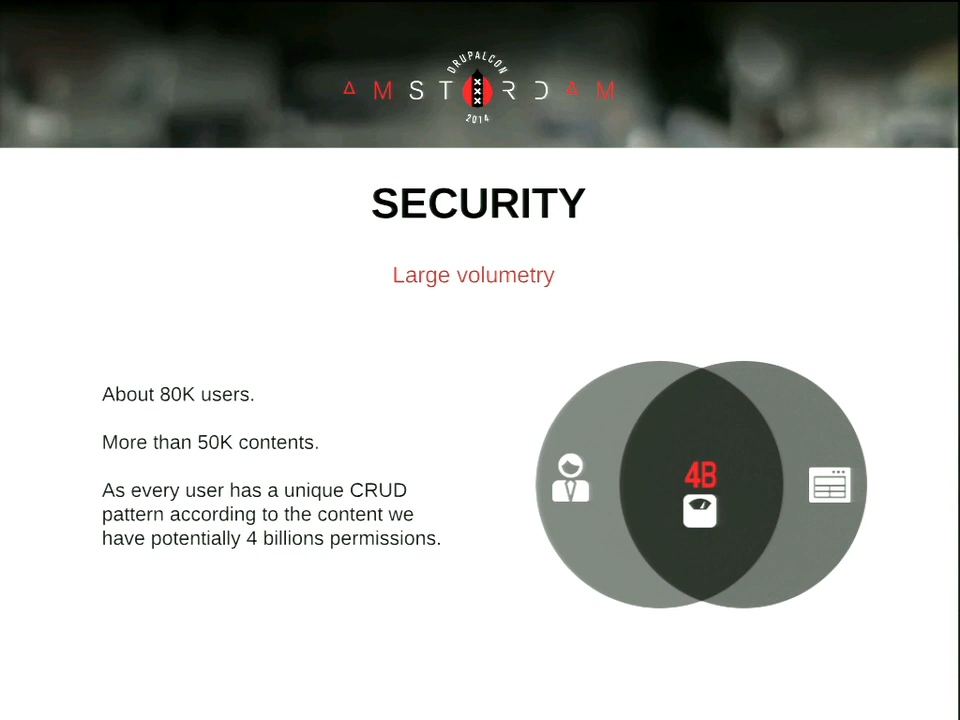 DRUPALCON
AMSTERDAM
2014
SECURITY
Large volumetry
About 80K users.
More than 50K contents.
As every user has a unique CRUD
pattern according to the content we
have potentially 4 billions permissions.
4B